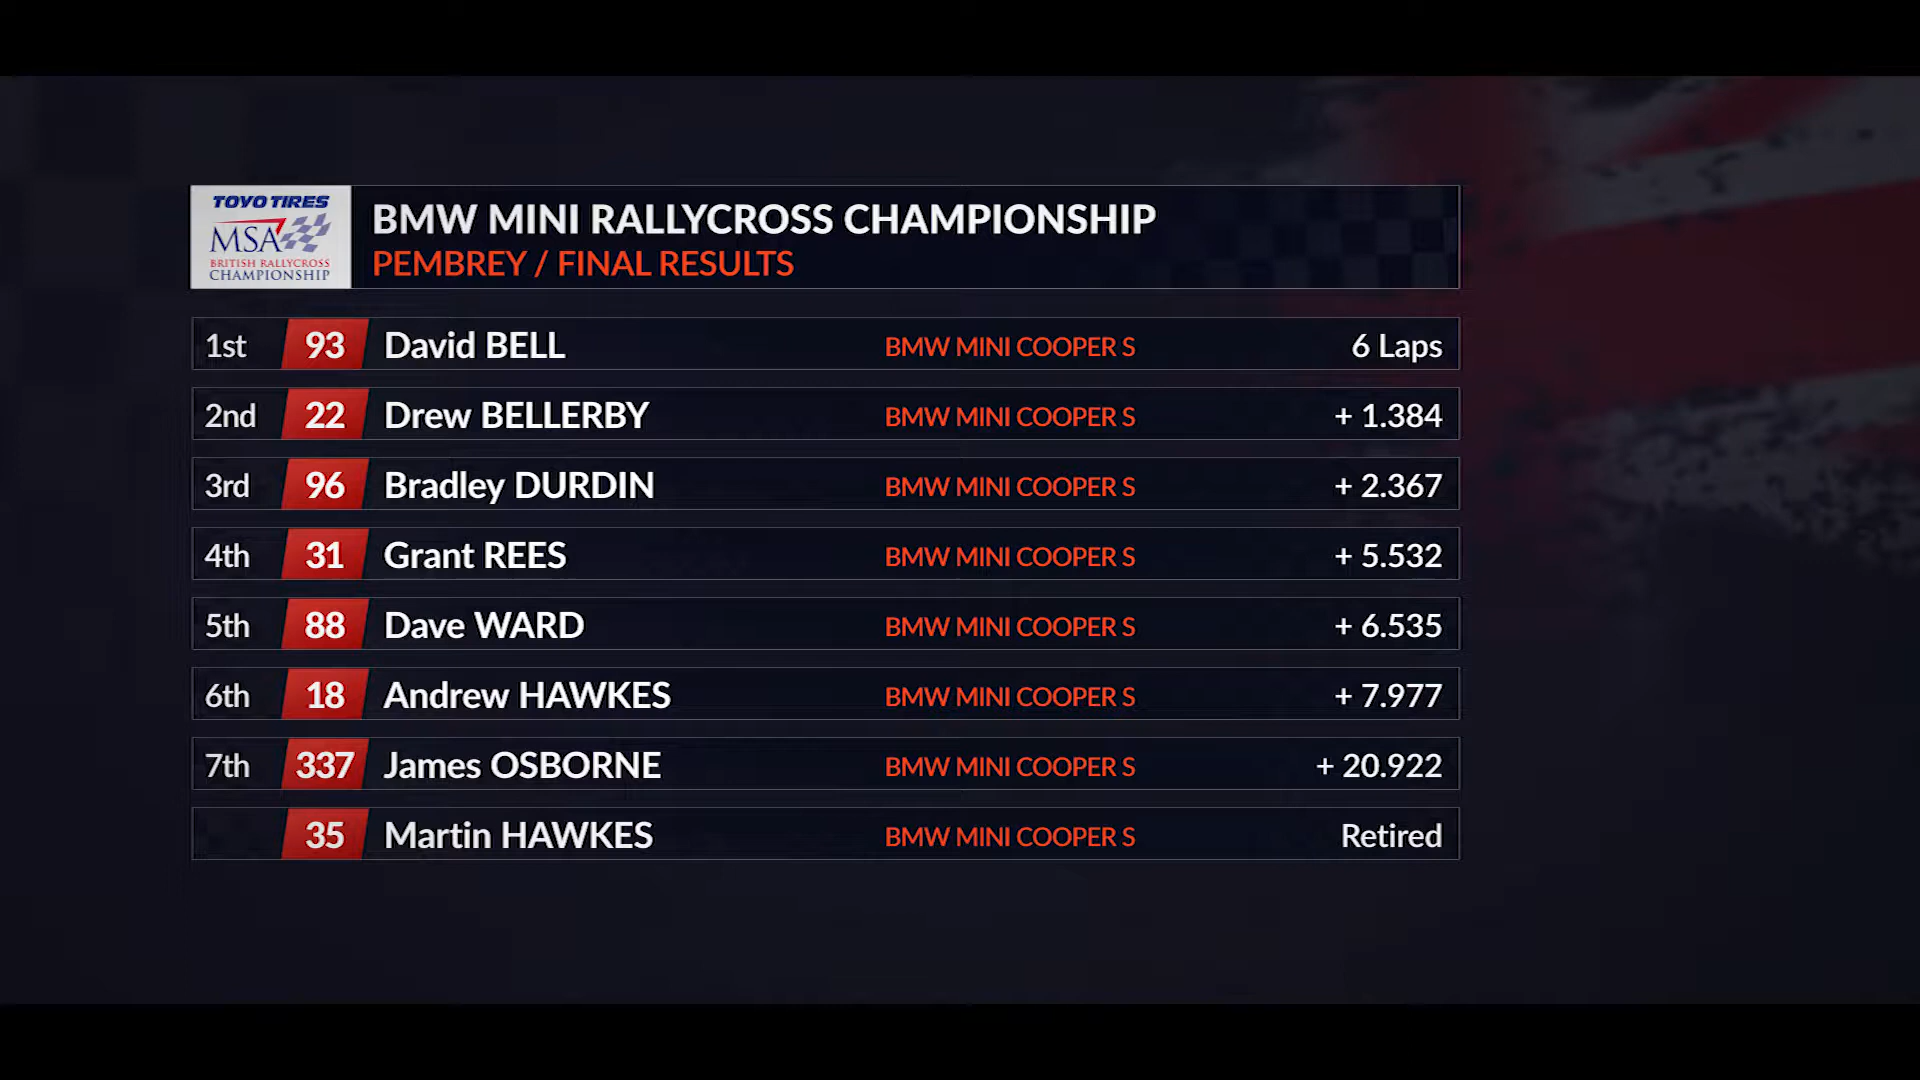 TOYO TIRES
MSA
BRITISH RALLYCROSS
CHAMPIONSHIP
BMW MINI RALLYCROSS CHAMPIONSHIP
PEMBREY / FINAL RESULTS
1st 93 David BELL BMW MINI COOPER S 6 Laps
2nd 22 Drew BELLERBY BMW MINI COOPER S + 1.384
3rd 96 Bradley DURDIN BMW MINI COOPER S + 2.367
4th 31 Grant REES BMW MINI COOPER S + 5.532
5th 88 Dave WARD BMW MINI COOPER S + 6.535
6th 18 Andrew HAWKES BMW MINI COOPER S + 7.977
7th 337 James OSBORNE BMW MINI COOPER S + 20.922
35 Martin HAWKES BMW MINI COOPER S Retired